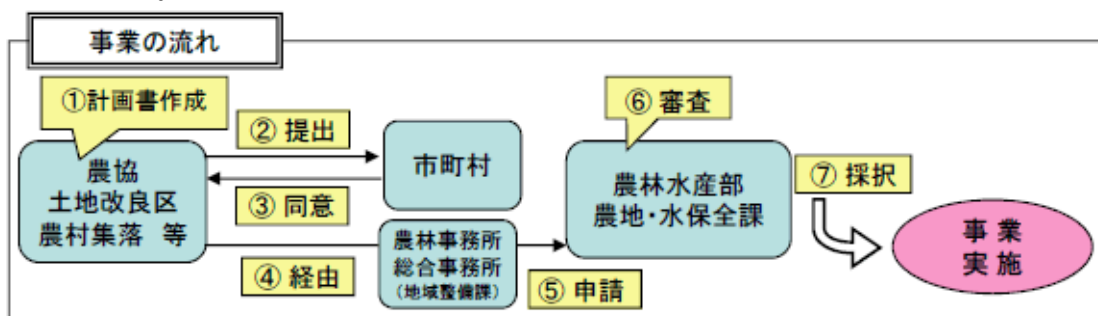 事業の流れ
①計画書作成
②提出
③同意
農協
土地改良区
農村集落 等
市町村
④経由
農林事務所
総合事務所
(地域整備課)
⑤申請
⑥審査
農林水産部
農地・水保全課
⑦採択
事業
実施